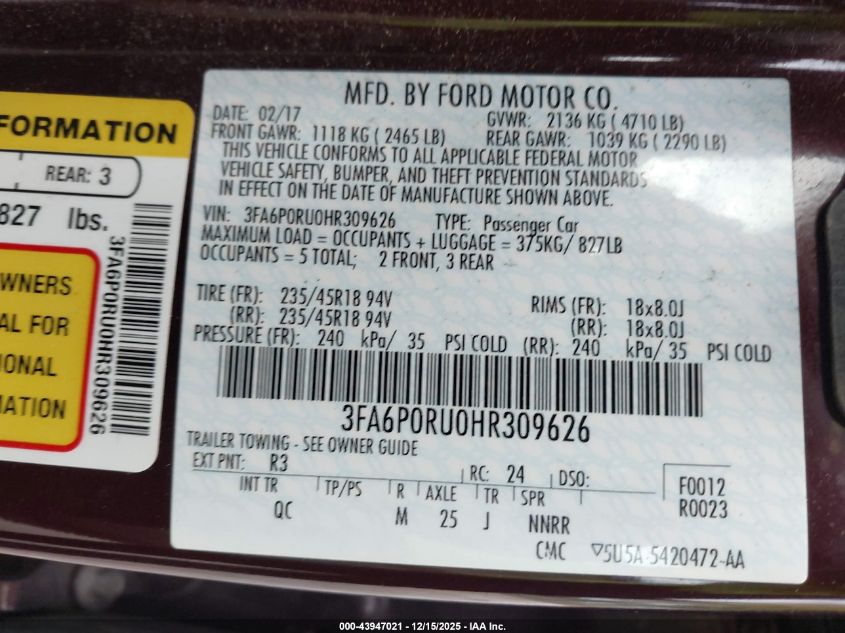 FORMATION
REAR: 3
827 lbs.
WNERS
AL FOR
IONAL
MATION
3FA6P0RU0HR309626
MFD. BY FORD MOTOR CO.
DATE: 02/17 GVWR: 2136 KG ( 4710 LB)
FRONT GAWR: 1118 KG ( 2465 LB) REAR GAWR: 1039 KG ( 2290 LB)
THIS VEHICLE CONFORMS TO ALL APPLICABLE FEDERAL MOTOR
VEHICLE SAFETY, BUMPER, AND THEFT PREVENTION STANDARDS
IN EFFECT ON THE DATE OF MANUFACTURE SHOWN ABOVE.
VIN: 3FA6P0RU0HR309626 TYPE: Passenger Car
MAXIMUM LOAD = OCCUPANTS + LUGGAGE = 375KG/ 827LB
OCCUPANTS = 5 TOTAL; 2 FRONT, 3 REAR
TIRE (FR): 235/45R18 94V RIMS (FR): 18x8.0J
(RR): 235/45R18 94V (RR): 18x8.0J
PRESSURE (FR): 240 kPa/ 35 PSI COLD (RR): 240 kPa/ 35 PSI COLD
3FA6P0RU0HR309626
TRAILER TOWING - SEE OWNER GUIDE
EXT PNT: R3 RC: 24 DSO: F0012
INT TR TP/PS R AXLE TR SPR R0023
QC M 25 J NNRR
CMC ▽5U5A-5420472-AA
000-43947021 - 12/15/2025 - IAA Inc.